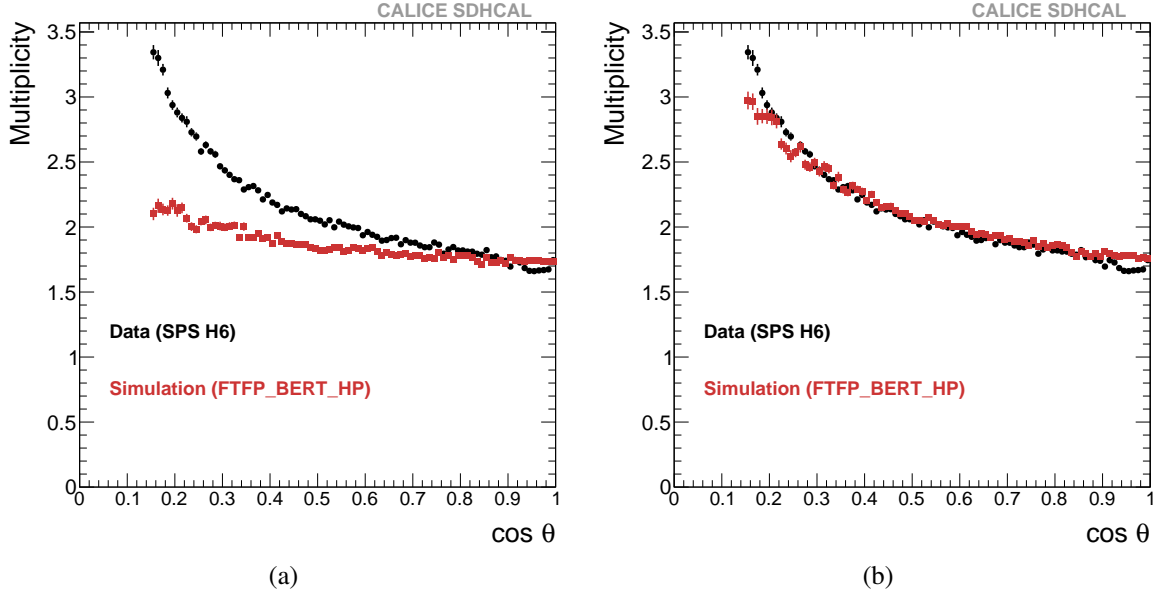 CALICE SDHCAL
Multiplicity
3.5
3
2.5
2
1.5
1
0.5
0
Data (SPS H6)
Simulation (FTFP_BERT_HP)
0 0.1 0.2 0.3 0.4 0.5 0.6 0.7 0.8 0.9 1
cos θ
(a)
CALICE SDHCAL
Multiplicity
3.5
3
2.5
2
1.5
1
0.5
0
Data (SPS H6)
Simulation (FTFP_BERT_HP)
0 0.1 0.2 0.3 0.4 0.5 0.6 0.7 0.8 0.9 1
cos θ
(b)